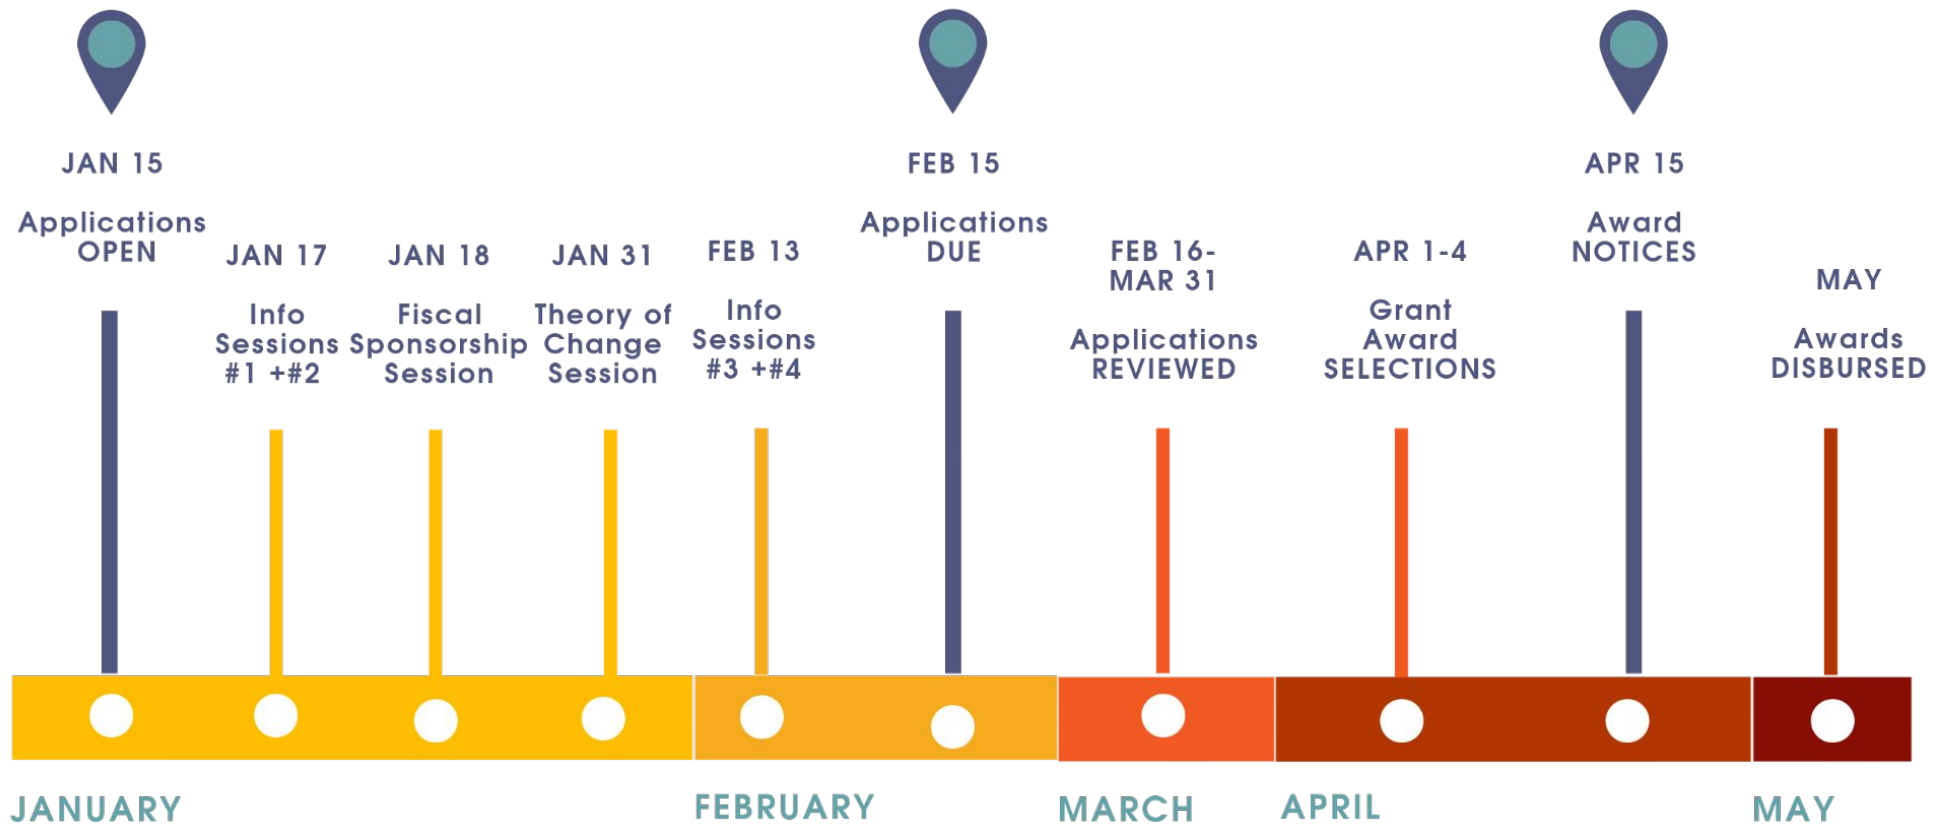 JAN 15
Applications
OPEN
JAN 17
Info
Sessions
#1 +#2
JAN 18
Fiscal
Sponsorship
Session
JAN 31
Theory of
Change
Session
FEB 13
Info
Sessions
#3 +#4
FEB 15
Applications
DUE
FEB 16-
MAR 31
Applications
REVIEWED
APR 1-4
Grant
Award
SELECTIONS
APR 15
Award
NOTICES
MAY
Awards
DISBURSED
JANUARY
FEBRUARY
MARCH
APRIL
MAY